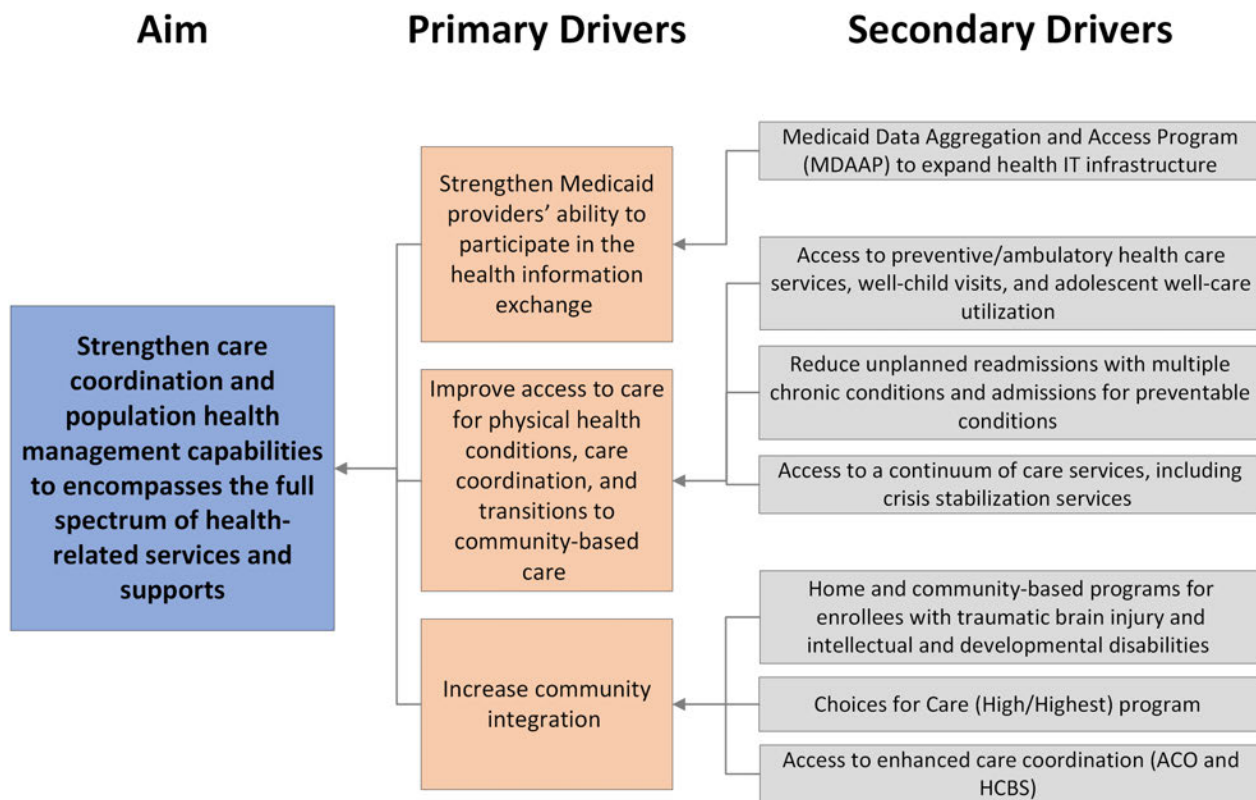 Aim
Primary Drivers
Secondary Drivers
Strengthen care
coordination and
population health
management capabilities
to encompasses the full
spectrum of health-
related services and
supports
Strengthen Medicaid
providers’ ability to
participate in the
health information
exchange
Improve access to care
for physical health
conditions, care
coordination, and
transitions to
community-based
care
Increase community
integration
Medicaid Data Aggregation and Access Program
(MDAAP) to expand health IT infrastructure
Access to preventive/ambulatory health care
services, well-child visits, and adolescent well-care
utilization
Reduce unplanned readmissions with multiple
chronic conditions and admissions for preventable
conditions
Access to a continuum of care services, including
crisis stabilization services
Home and community-based programs for
enrollees with traumatic brain injury and
intellectual and developmental disabilities
Choices for Care (High/Highest) program
Access to enhanced care coordination (ACO and
HCBS)